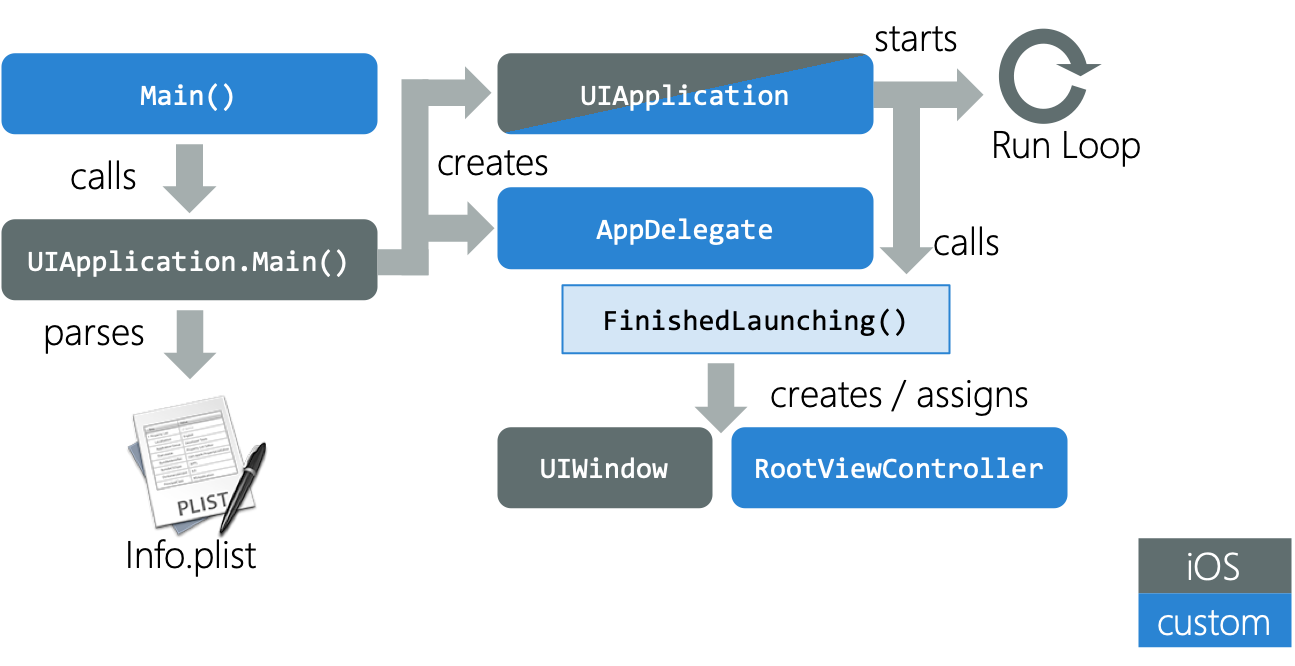 starts
Main()
UIApplication
Run Loop
calls
creates
AppDelegate
UIApplication.Main()
calls
parses
FinishedLaunching()
creates / assigns
UIWindow
RootViewController
PLIST
Info.plist
iOS
custom